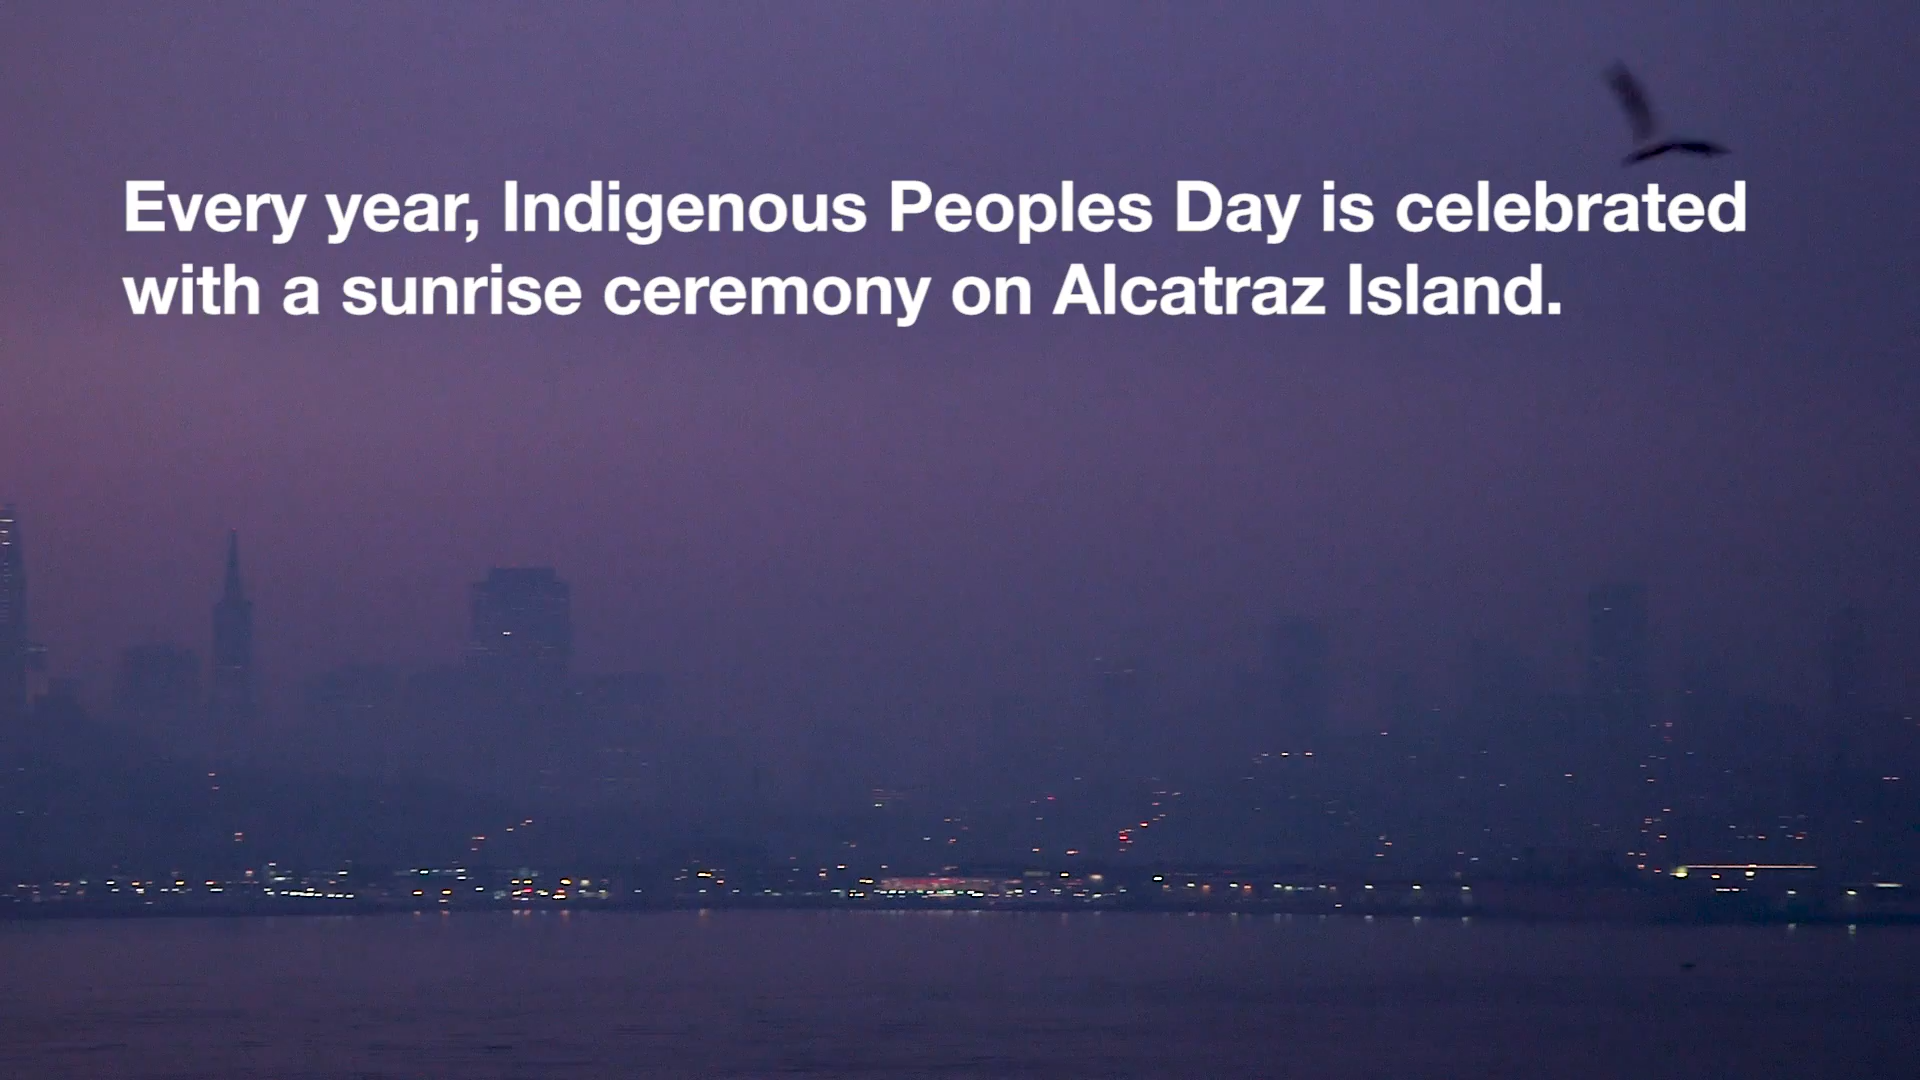 Every year, Indigenous Peoples Day is celebrated
with a sunrise ceremony on Alcatraz Island.